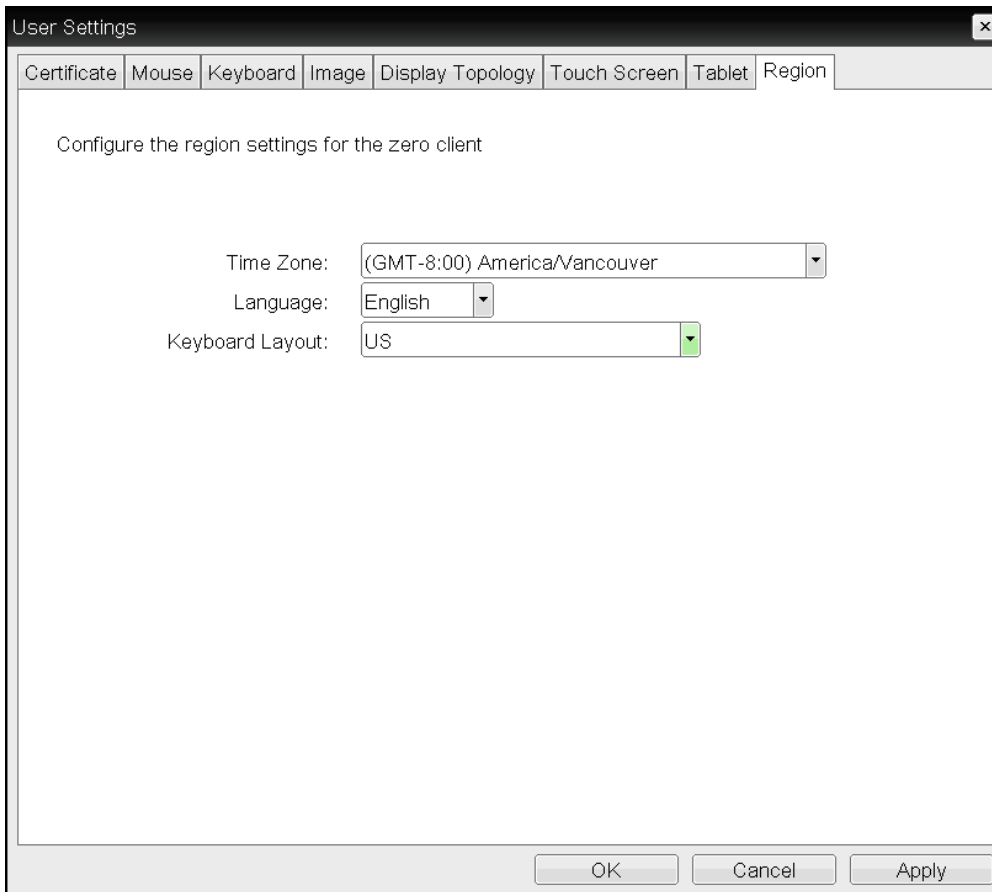 User Settings
Certificate Mouse Keyboard Image Display Topology Touch Screen Tablet Region
Configure the region settings for the zero client
Time Zone: (GMT-8:00) America/Vancouver
Language: English
Keyboard Layout: US
OK Cancel Apply